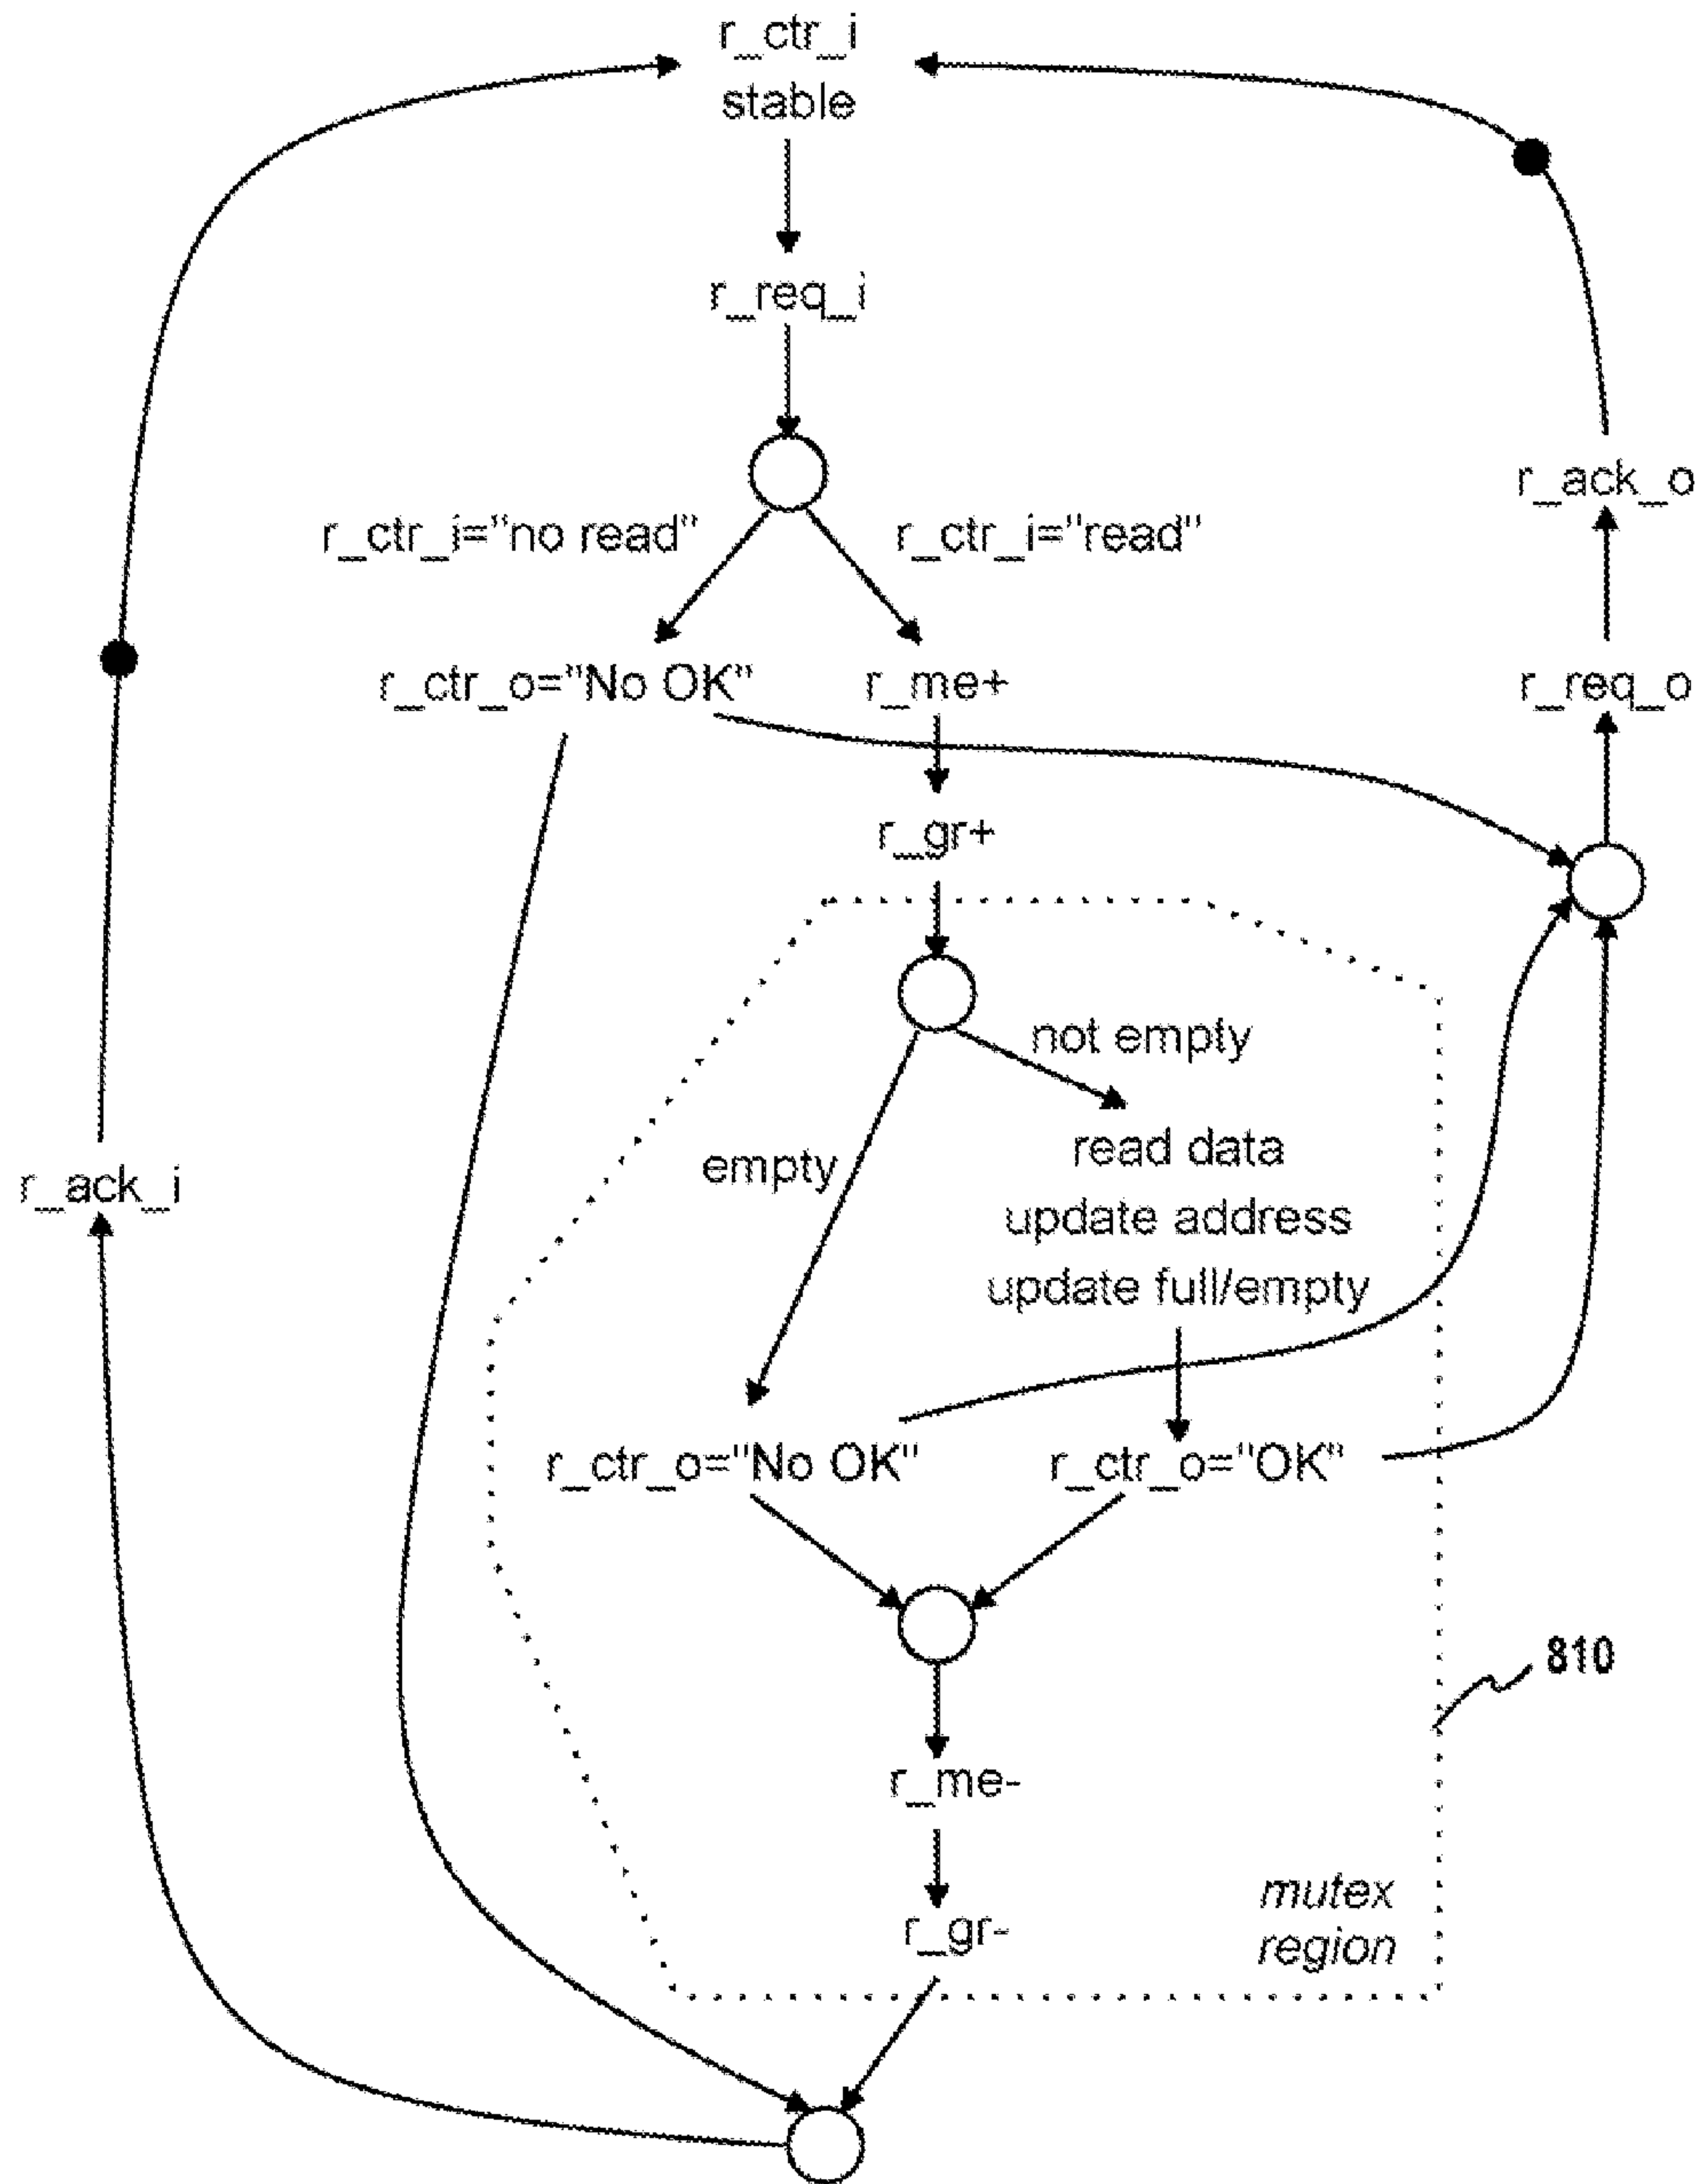 r_ctr_i
stable
r_req_i
r_ctr_i="no read"
r_ctr_i="read"
r_ack_o
r_ctr_o="No OK"
r_me+
r_req_o
r_gr+
not empty
empty
read data
update address
update full/empty
r_ack_i
r_ctr_o="No OK"
r_ctr_o="OK"
810
r_me-
r_gr-
mutex
region